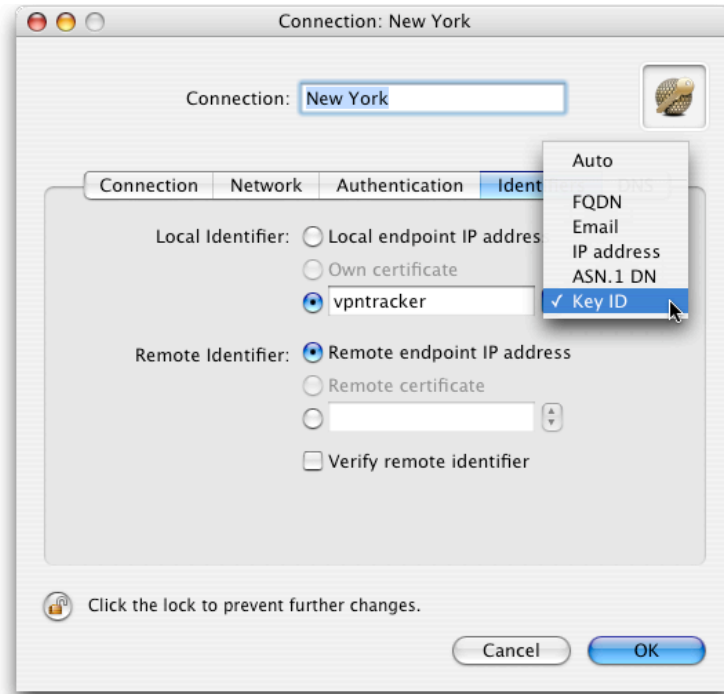 Connection: New York
Connection: New York
Connection Network Authentication Identifiers DNS
Auto
FQDN
Email
IP address
ASN.1 DN
✓ Key ID
Local Identifier: Local endpoint IP address
Own certificate
vpntracker
Remote Identifier: Remote endpoint IP address
Remote certificate
Verify remote identifier
Click the lock to prevent further changes.
Cancel OK